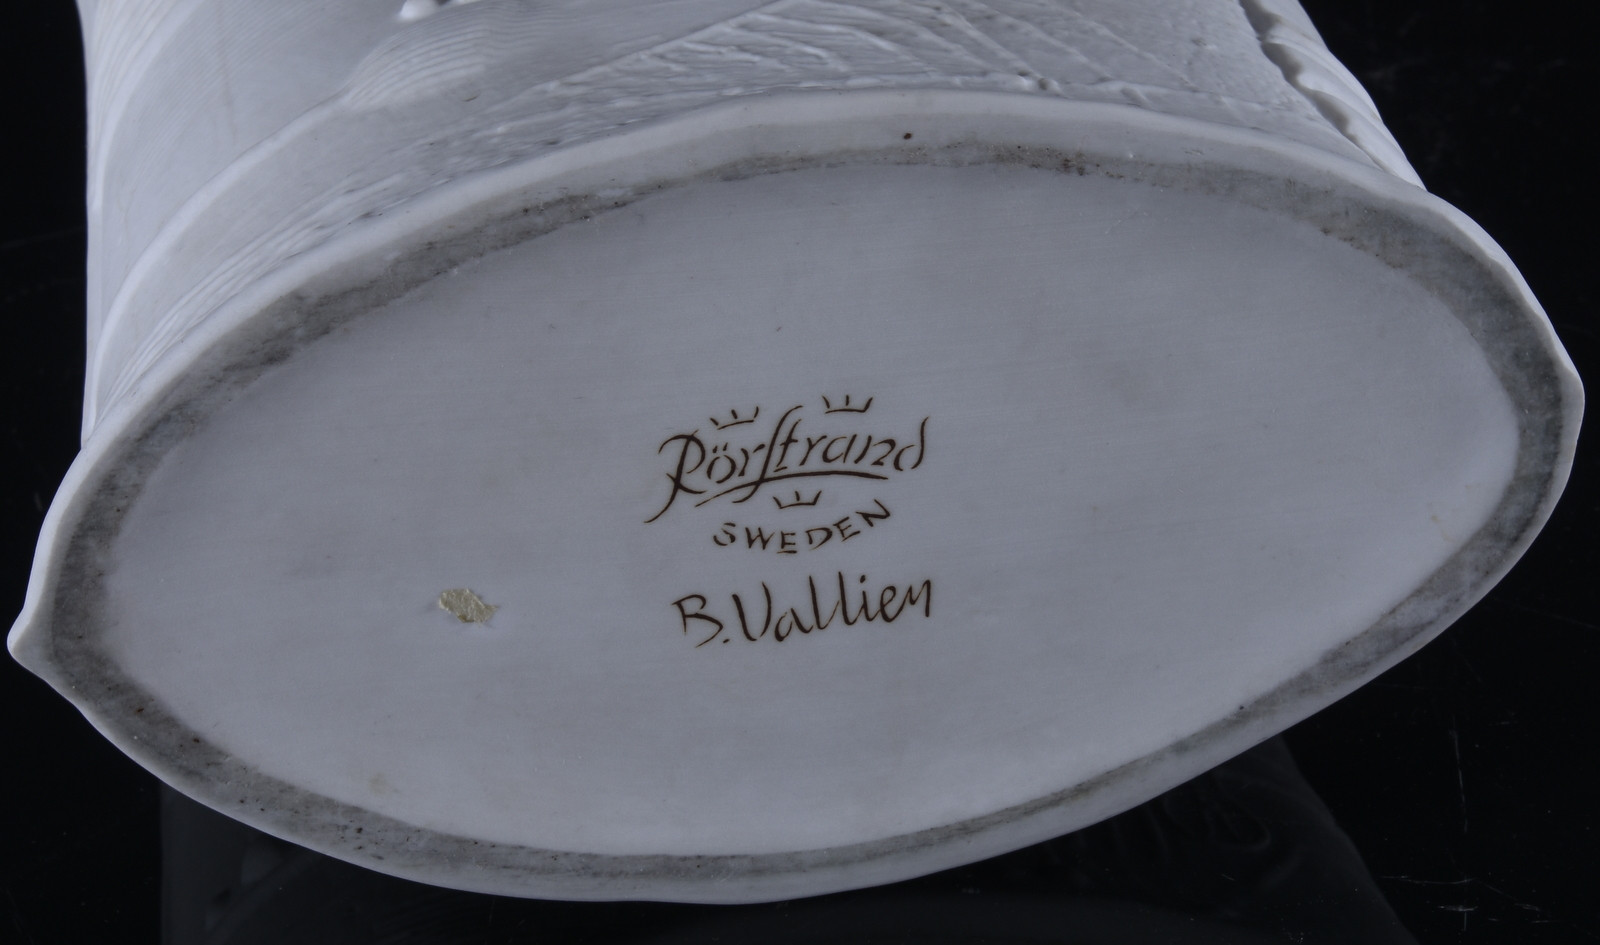 Rörstrand
SWEDEN
B. Vallien